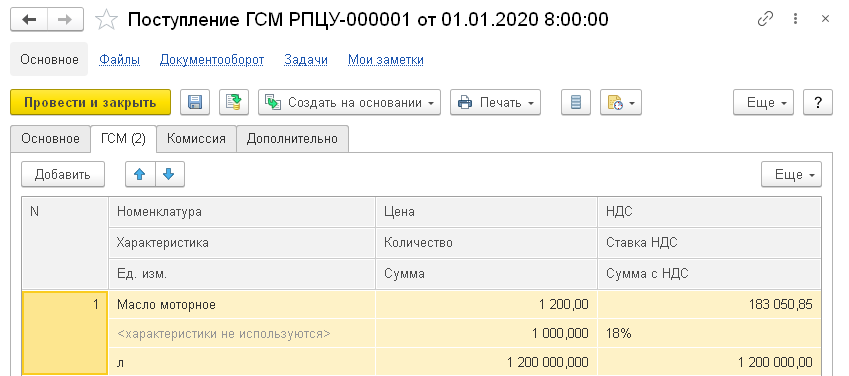 Поступление ГСМ РПЦУ-000001 от 01.01.2020 8:00:00
Основное Файлы Документооборот Задачи Мои заметки
Провести и закрыть Создать на основании Печать Еще ?
Основное ГСМ (2) Комиссия Дополнительно
Добавить Еще
N Номенклатура Цена НДС
Характеристика Количество Ставка НДС
Ед. изм. Сумма Сумма с НДС
1 Масло моторное 1 200,00 183 050,85
<характеристики не используются> 1 000,000 18%
л 1 200 000,000 1 200 000,00